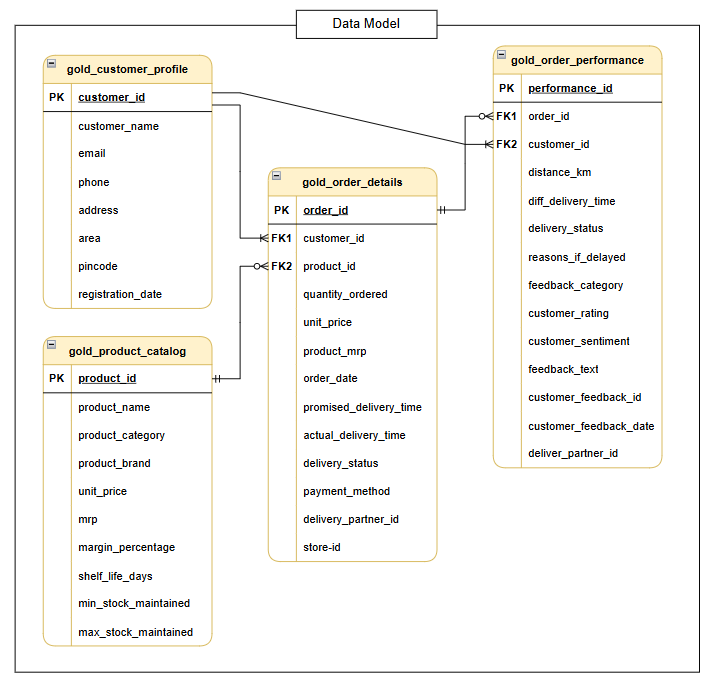 Data Model
gold_customer_profile
PK customer_id
customer_name
email
phone
address
area
pincode
registration_date
gold_product_catalog
PK product_id
product_name
product_category
product_brand
unit_price
mrp
margin_percentage
shelf_life_days
min_stock_maintained
max_stock_maintained
gold_order_details
PK order_id
FK1 customer_id
FK2 product_id
quantity_ordered
unit_price
product_mrp
order_date
promised_delivery_time
actual_delivery_time
delivery_status
payment_method
delivery_partner_id
store-id
gold_order_performance
PK performance_id
FK1 order_id
FK2 customer_id
distance_km
diff_delivery_time
delivery_status
reasons_if_delayed
feedback_category
customer_rating
customer_sentiment
feedback_text
customer_feedback_id
customer_feedback_date
deliver_partner_id